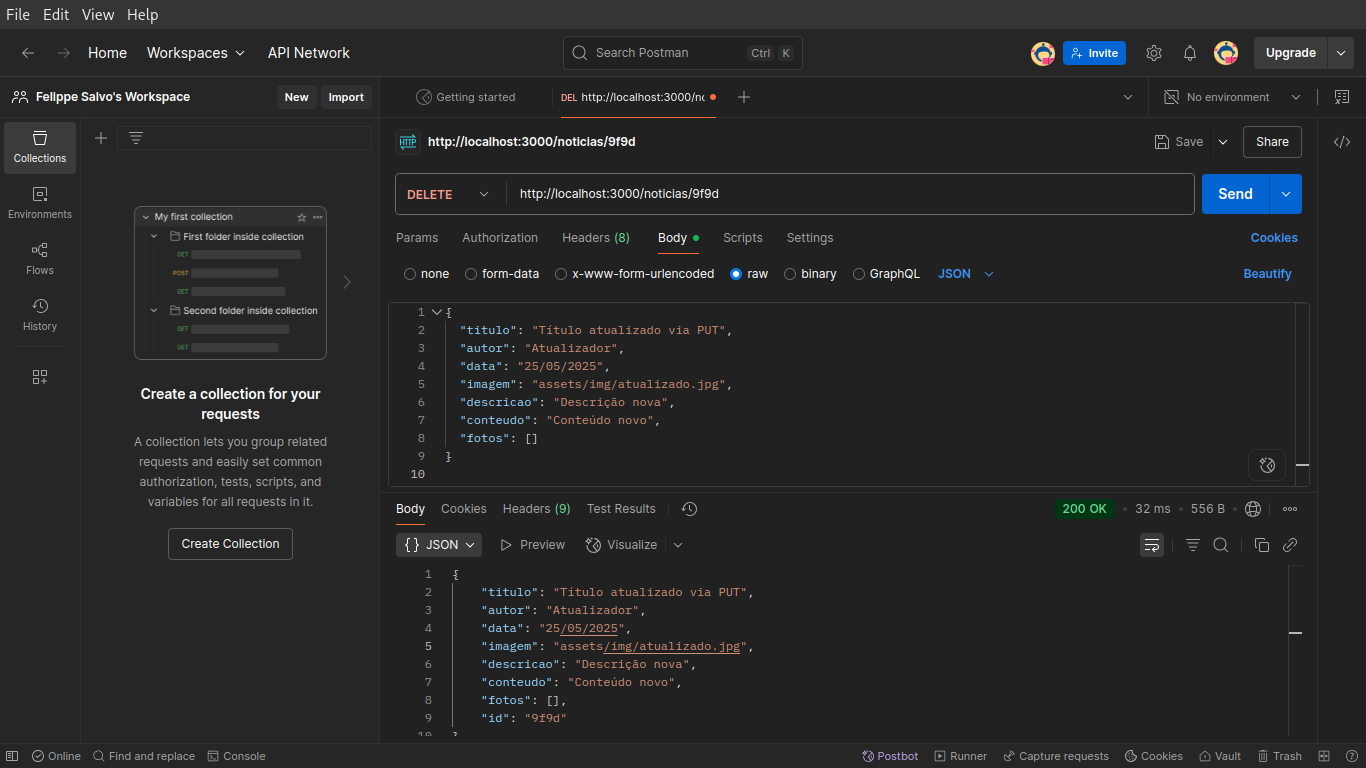 File Edit View Help
Home Workspaces API Network Search Postman Ctrl K Invite Upgrade
Felippe Salvo's Workspace New Import Getting started DEL http://localhost:3000/no No environment
Collections
Environments
Flows
History
My first collection
First folder inside collection
GET
POST
GET
Second folder inside collection
GET
GET
Create a collection for your
requests
A collection lets you group related
requests and easily set common
authorization, tests, scripts, and
variables for all requests in it.
Create Collection
HTTP http://localhost:3000/noticias/9f9d Save Share
DELETE http://localhost:3000/noticias/9f9d Send
Params Authorization Headers (8) Body Scripts Settings Cookies
none form-data x-www-form-urlencoded raw binary GraphQL JSON Beautify
1 {
2 "titulo": "Título atualizado via PUT",
3 "autor": "Atualizador",
4 "data": "25/05/2025",
5 "imagem": "assets/img/atualizado.jpg",
6 "descricao": "Descrição nova",
7 "conteudo": "Conteúdo novo",
8 "fotos": []
9 }
10
Body Cookies Headers (9) Test Results 200 OK • 32 ms • 556 B
{} JSON Preview Visualize
1 {
2 "titulo": "Título atualizado via PUT",
3 "autor": "Atualizador",
4 "data": "25/05/2025",
5 "imagem": "assets/img/atualizado.jpg",
6 "descricao": "Descrição nova",
7 "conteudo": "Conteúdo novo",
8 "fotos": [],
9 "id": "9f9d"
10 }
Online Find and replace Console Postbot Runner Capture requests Cookies Vault Trash